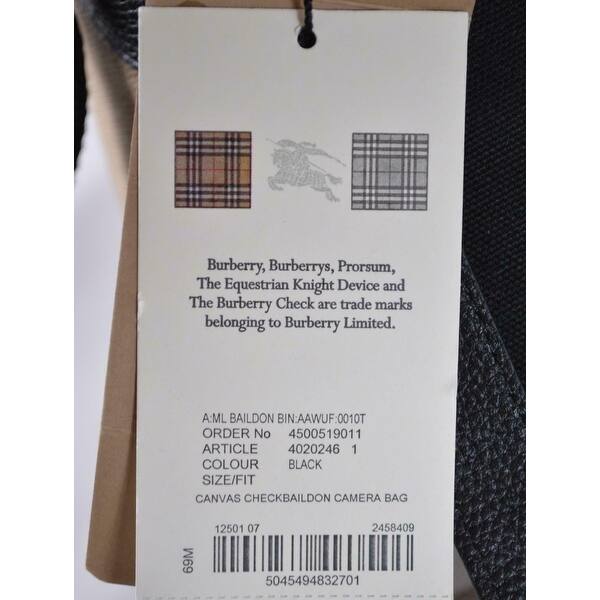 Burberry, Burberrys, Prorsum,
The Equestrian Knight Device and
The Burberry Check are trade marks
belonging to Burberry Limited.
A:ML BAILDON BIN:AAWUF:0010T
ORDER No 4500519011
ARTICLE 4020246 1
COLOUR BLACK
SIZE/FIT
CANVAS CHECKBAILDON CAMERA BAG
12501 07 2458409
69M
5045494832701